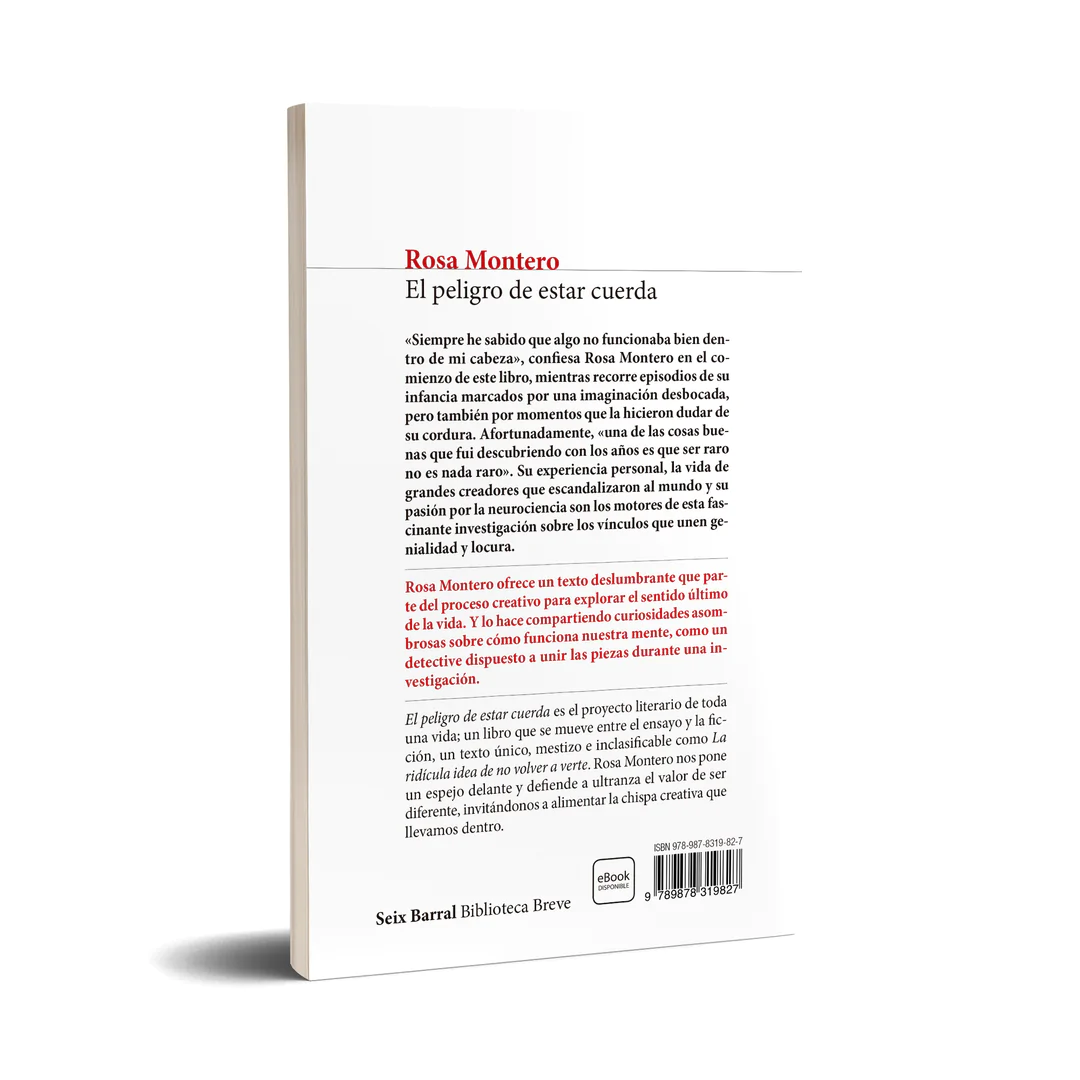 Rosa Montero
El peligro de estar cuerda
«Siempre he sabido que algo no funcionaba bien den-
tro de mi cabeza», confiesa Rosa Montero en el co-
mienzo de este libro, mientras recorre episodios de su
infancia marcados por una imaginación desbocada,
pero también por momentos que la hicieron dudar de
su cordura. Afortunadamente, «una de las cosas bue-
nas que fui descubriendo con los años es que ser raro
no es nada raro». Su experiencia personal, la vida de
grandes creadores que escandalizaron al mundo y su
pasión por la neurociencia son los motores de esta fas-
cinante investigación sobre los vínculos que unen ge-
nialidad y locura.
Rosa Montero ofrece un texto deslumbrante que par-
te del proceso creativo para explorar el sentido último
de la vida. Y lo hace compartiendo curiosidades asom-
brosas sobre cómo funciona nuestra mente, como un
detective dispuesto a unir las piezas durante una in-
vestigación.
El peligro de estar cuerda es el proyecto literario de toda
una vida; un libro que se mueve entre el ensayo y la fic-
ción, un texto único, mestizo e inclasificable como La
ridícula idea de no volver a verte. Rosa Montero nos pone
un espejo delante y defiende a ultranza el valor de ser
diferente, invitándonos a alimentar la chispa creativa que
llevamos dentro.
ISBN 978-987-8319-82-7
eBook
DISPONIBLE
9 789878 319827
Seix Barral Biblioteca Breve